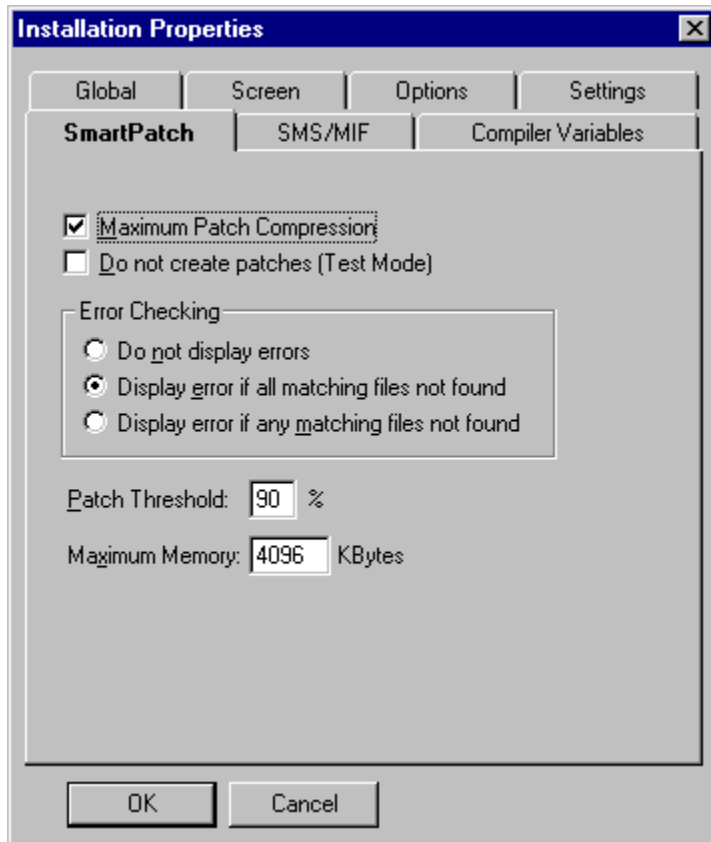 Installation Properties
Global Screen Options Settings
SmartPatch SMS/MIF Compiler Variables
Maximum Patch Compression
Do not create patches (Test Mode)
Error Checking
Do not display errors
Display error if all matching files not found
Display error if any matching files not found
Patch Threshold: 90 %
Maximum Memory: 4096 KBytes
OK Cancel